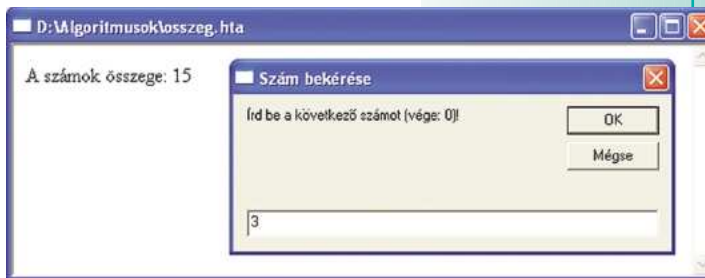 D:\Algoritmusok\osszeg.hta
A számok összege: 15
Szám bekérése
Írd be a következő számot (vége: 0)!
OK
Mégse
3